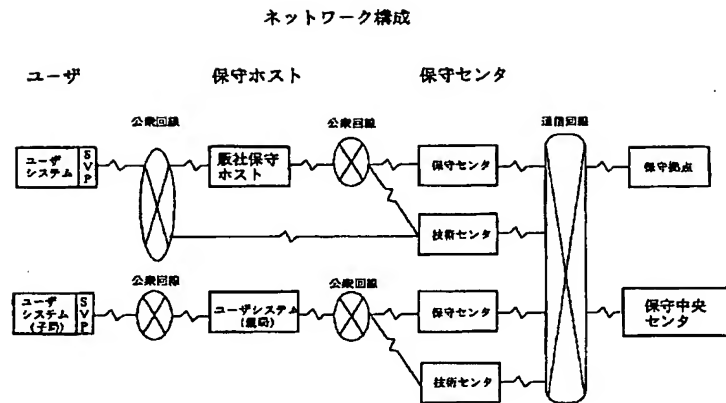 ネットワーク構成
ユーザ
保守ホスト
保守センタ
公衆回線
公衆回線
通信回線
ユーザ
システム
SVP
販社保守
ホスト
保守センタ
保守拠点
技術センタ
公衆回線
公衆回線
ユーザ
システム
(子局)
SVP
ユーザシステム
(親局)
保守センタ
保守中央
センタ
技術センタ